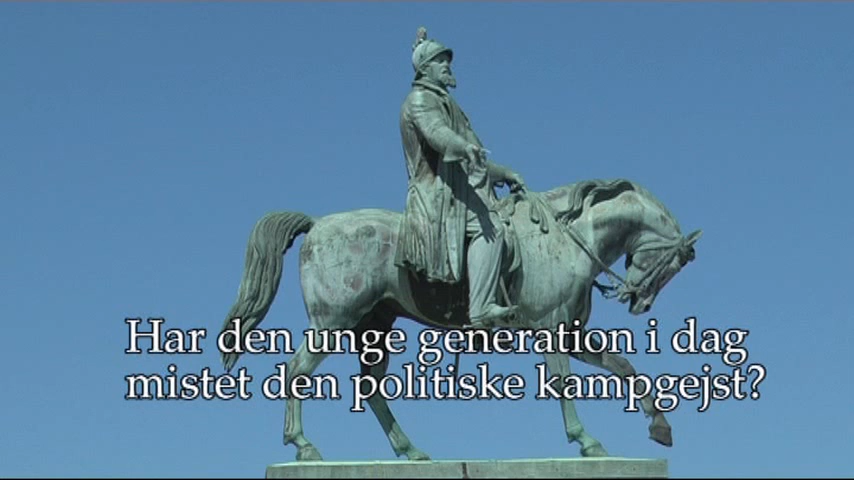 Har den unge generation i dag
mistet den politiske kampgejst?